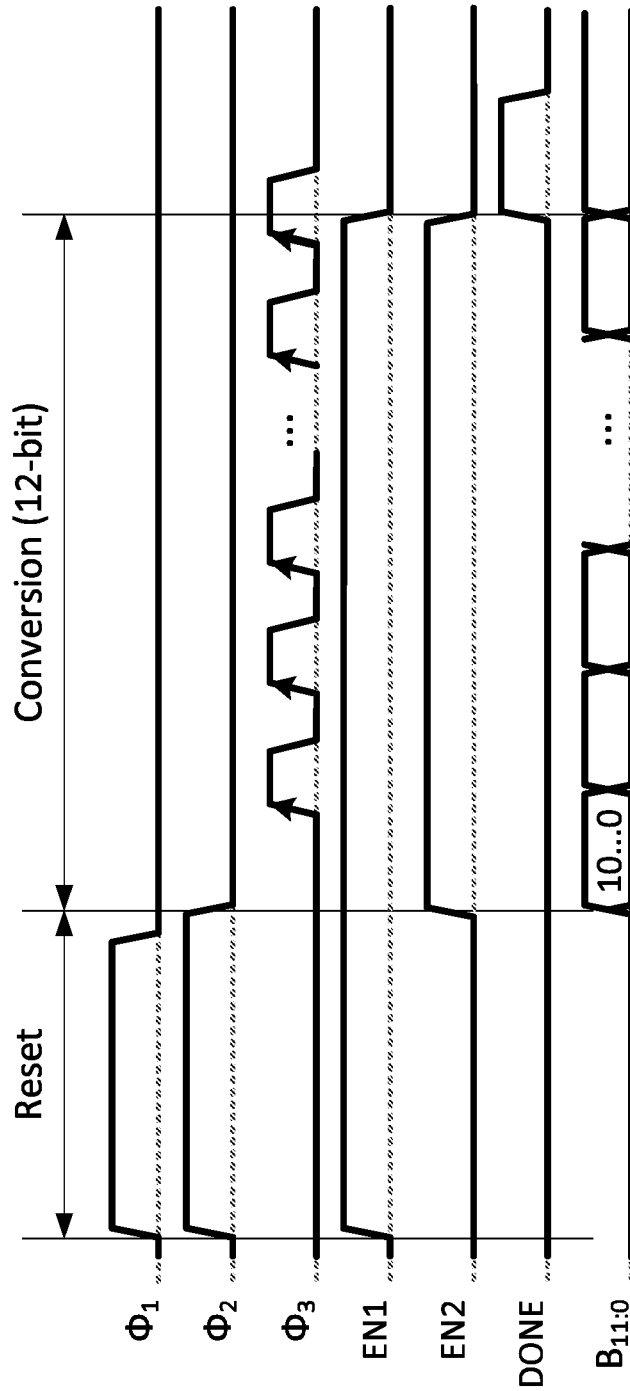 Reset
Conversion (12-bit)
Φ1
Φ2
Φ3
...
EN1
EN2
DONE
B11:0
10...0
...